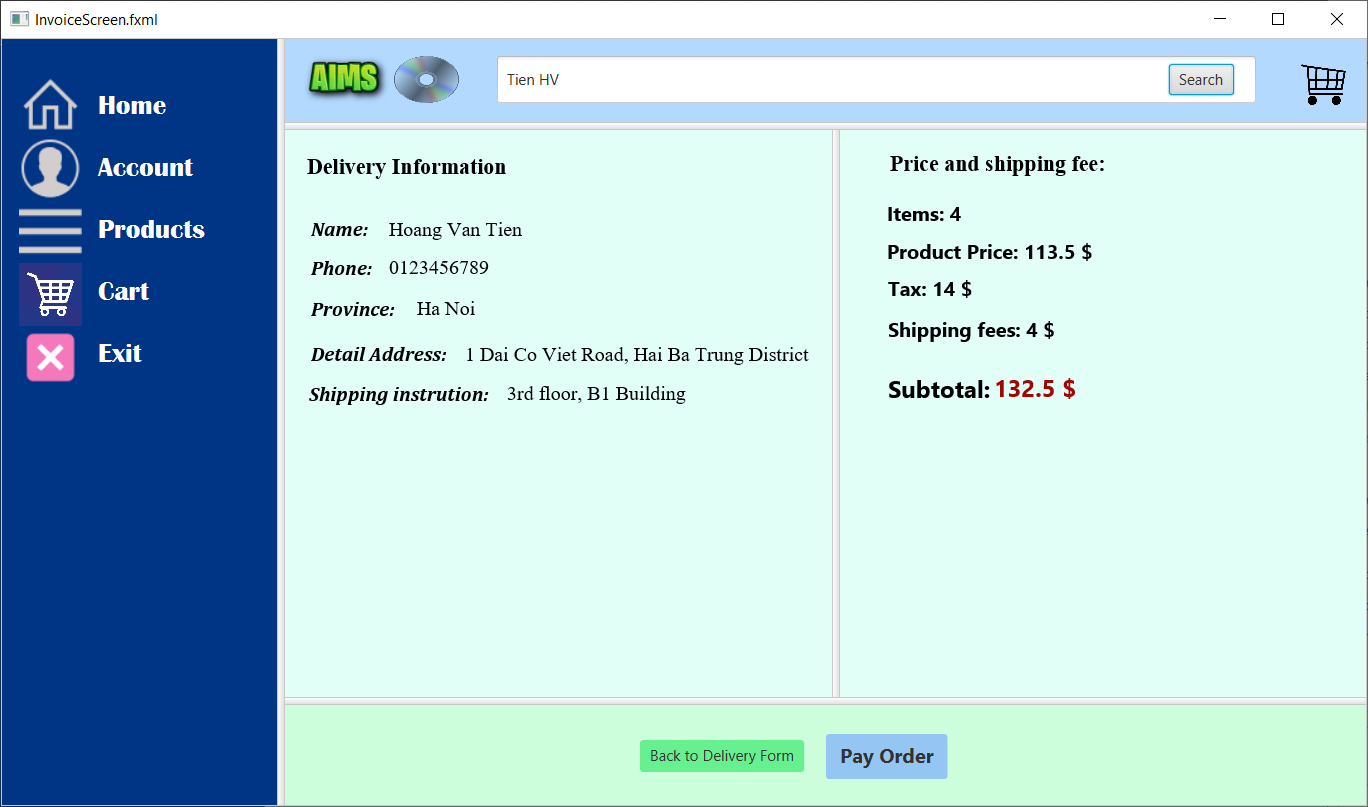 InvoiceScreen.fxml
AIMS
Tien HV
Search
Home
Account
Products
Cart
Exit
Delivery Information
Name: Hoang Van Tien
Phone: 0123456789
Province: Ha Noi
Detail Address: 1 Dai Co Viet Road, Hai Ba Trung District
Shipping instrution: 3rd floor, B1 Building
Price and shipping fee:
Items: 4
Product Price: 113.5 $
Tax: 14 $
Shipping fees: 4 $
Subtotal: 132.5 $
Back to Delivery Form
Pay Order